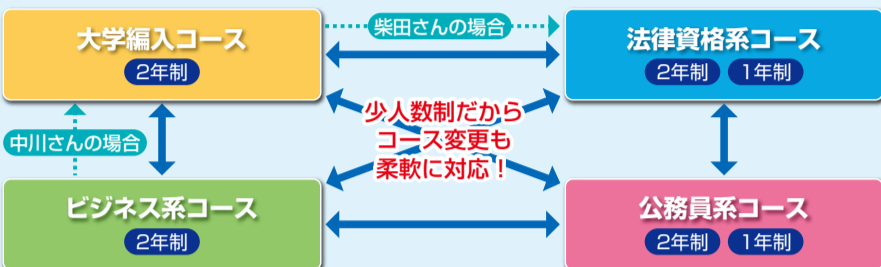 大学編入コース
2年制
柴田さんの場合
法律資格系コース
2年制 1年制
少人数制だから
コース変更も
柔軟に対応！
中川さんの場合
ビジネス系コース
2年制
公務員系コース
2年制 1年制